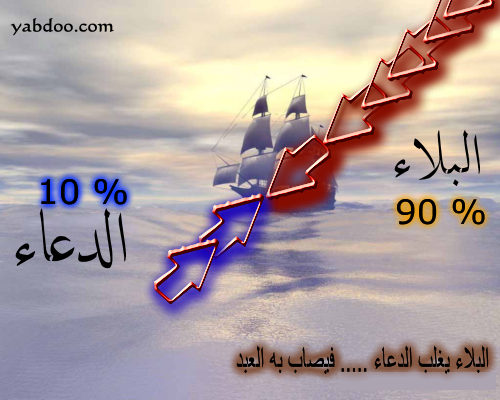 yabdoo.com
البلاء
90 %
10 %
الدعاء
البلاء يغلب الدعاء ..... فيصاب به العبد